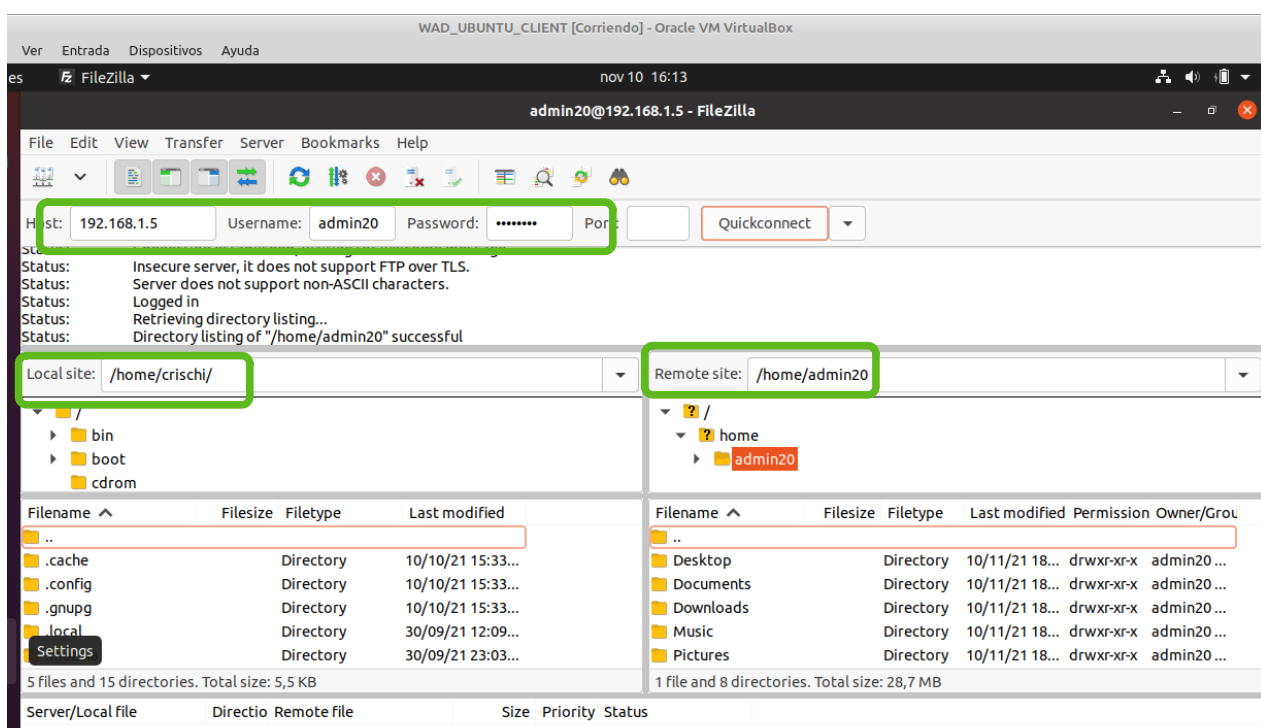 WAD_UBUNTU_CLIENT [Corriendo] - Oracle VM VirtualBox
Ver Entrada Dispositivos Ayuda
es FileZilla nov 10 16:13
admin20@192.168.1.5 - FileZilla
File Edit View Transfer Server Bookmarks Help
Host: 192.168.1.5 Username: admin20 Password: •••••••• Port: Quickconnect
Status: Insecure server, it does not support FTP over TLS.
Status: Server does not support non-ASCII characters.
Status: Logged in
Status: Retrieving directory listing...
Status: Directory listing of "/home/admin20" successful
Local site: /home/crischi/ Remote site: /home/admin20
/ ? /
bin ? home
boot admin20
cdrom
Filename Filesize Filetype Last modified Filename Filesize Filetype Last modified Permission Owner/Grou
.. ..
.cache Directory 10/10/21 15:33... Desktop Directory 10/11/21 18... drwxr-xr-x admin20 ...
.config Directory 10/10/21 15:33... Documents Directory 10/11/21 18... drwxr-xr-x admin20 ...
.gnupg Directory 10/10/21 15:33... Downloads Directory 10/11/21 18... drwxr-xr-x admin20 ...
.local Directory 30/09/21 12:09... Music Directory 10/11/21 18... drwxr-xr-x admin20 ...
Settings Directory 30/09/21 23:03... Pictures Directory 10/11/21 18... drwxr-xr-x admin20 ...
5 files and 15 directories. Total size: 5,5 KB 1 file and 8 directories. Total size: 28,7 MB
Server/Local file Directio Remote file Size Priority Status